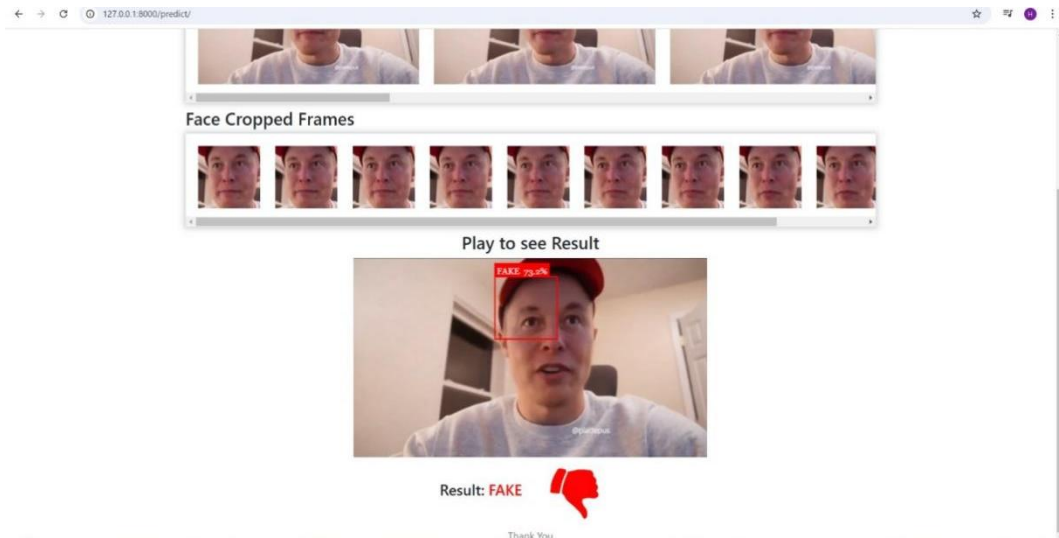 127.0.0.1:8000/predict/
H
Face Cropped Frames
Play to see Result
FAKE 73.2%
Result: FAKE
Thank You